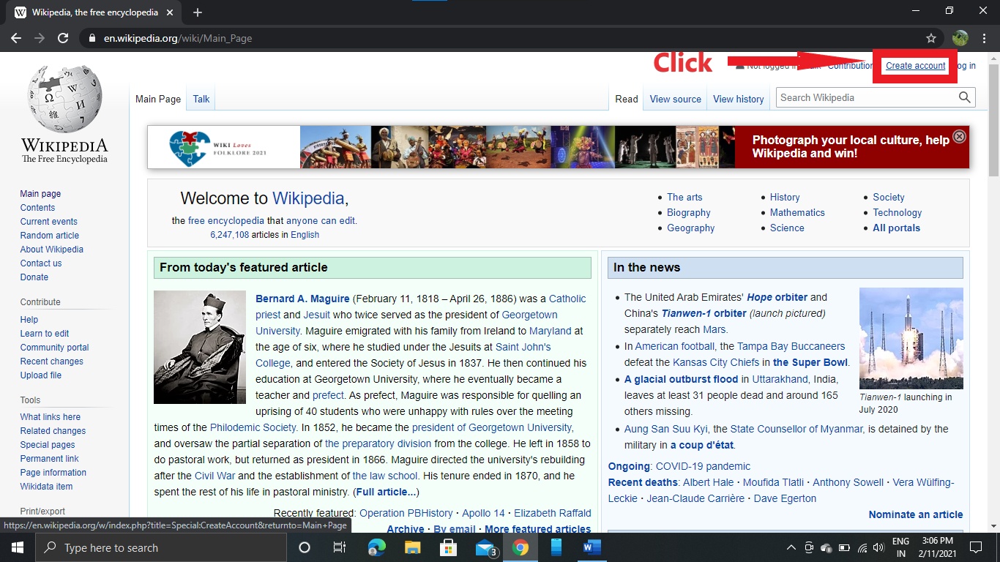 Wikipedia, the free encyclopedia
en.wikipedia.org/wiki/Main_Page
Click
Not logged in
Contributions
Create account
Log in
Main Page
Talk
Read
View source
View history
Search Wikipedia
WIKIPEDIA
The Free Encyclopedia
WIKI Loves
FOLKLORE 2021
Photograph your local culture, help
Wikipedia and win!
Main page
Contents
Current events
Random article
About Wikipedia
Contact us
Donate
Contribute
Help
Learn to edit
Community portal
Recent changes
Upload file
Tools
What links here
Related changes
Special pages
Permanent link
Page information
Wikidata item
Print/export
Welcome to Wikipedia,
the free encyclopedia that anyone can edit.
6,247,108 articles in English
The arts
Biography
Geography
History
Mathematics
Science
Society
Technology
All portals
From today's featured article
Bernard A. Maguire (February 11, 1818 – April 26, 1886) was a Catholic
priest and Jesuit who twice served as the president of Georgetown
University. Maguire emigrated with his family from Ireland to Maryland at
the age of six, where he studied under the Jesuits at Saint John's
College, and entered the Society of Jesus in 1837. He then continued his
education at Georgetown University, where he eventually became a
teacher and prefect. As prefect, Maguire was responsible for quelling an
uprising of 40 students who were unhappy with rules over the meeting
times of the Philodemic Society. In 1852, he became the president of Georgetown University,
and oversaw the partial separation of the preparatory division from the college. He left in 1858 to
do pastoral work, but returned as president in 1866. Maguire directed the university's rebuilding
after the Civil War and the establishment of the law school. His tenure ended in 1870, and he
spent the rest of his life in pastoral ministry. (Full article...)
Recently featured: Operation PBHistory · Apollo 14 · Elizabeth Raffald
Archive · By email · More featured articles
In the news
The United Arab Emirates' Hope orbiter and
China's Tianwen-1 orbiter (launch pictured)
separately reach Mars.
In American football, the Tampa Bay Buccaneers
defeat the Kansas City Chiefs in the Super Bowl.
A glacial outburst flood in Uttarakhand, India,
leaves at least 31 people dead and around 165
others missing.
Aung San Suu Kyi, the State Counsellor of Myanmar, is detained by the
military in a coup d'état.
Tianwen-1 launching in
July 2020
Ongoing: COVID-19 pandemic
Recent deaths: Albert Hale · Moufida Tlatli · Anthony Sowell · Vera Wülfing-
Leckie · Jean-Claude Carrière · Dave Egerton
Nominate an article
https://en.wikipedia.org/w/index.php?title=Special:CreateAccount&returnto=Main+Page
Type here to search
3
ENG
IN
3:06 PM
2/11/2021